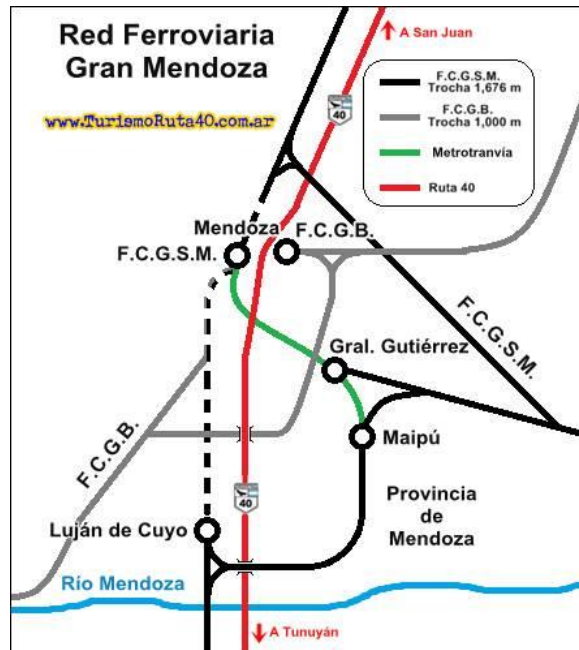 Red Ferroviaria
Gran Mendoza
www.TurismoRuta40.com.ar
A San Juan
F.C.G.S.M.
Trocha 1,676 m
F.C.G.B.
Trocha 1,000 m
Metrotranvía
Ruta 40
40
Mendoza
F.C.G.S.M.
F.C.G.B.
F.C.G.S.M.
Gral. Gutiérrez
F.C.G.B.
Maipú
40
Provincia
de
Mendoza
Luján de Cuyo
Río Mendoza
A Tunuyán